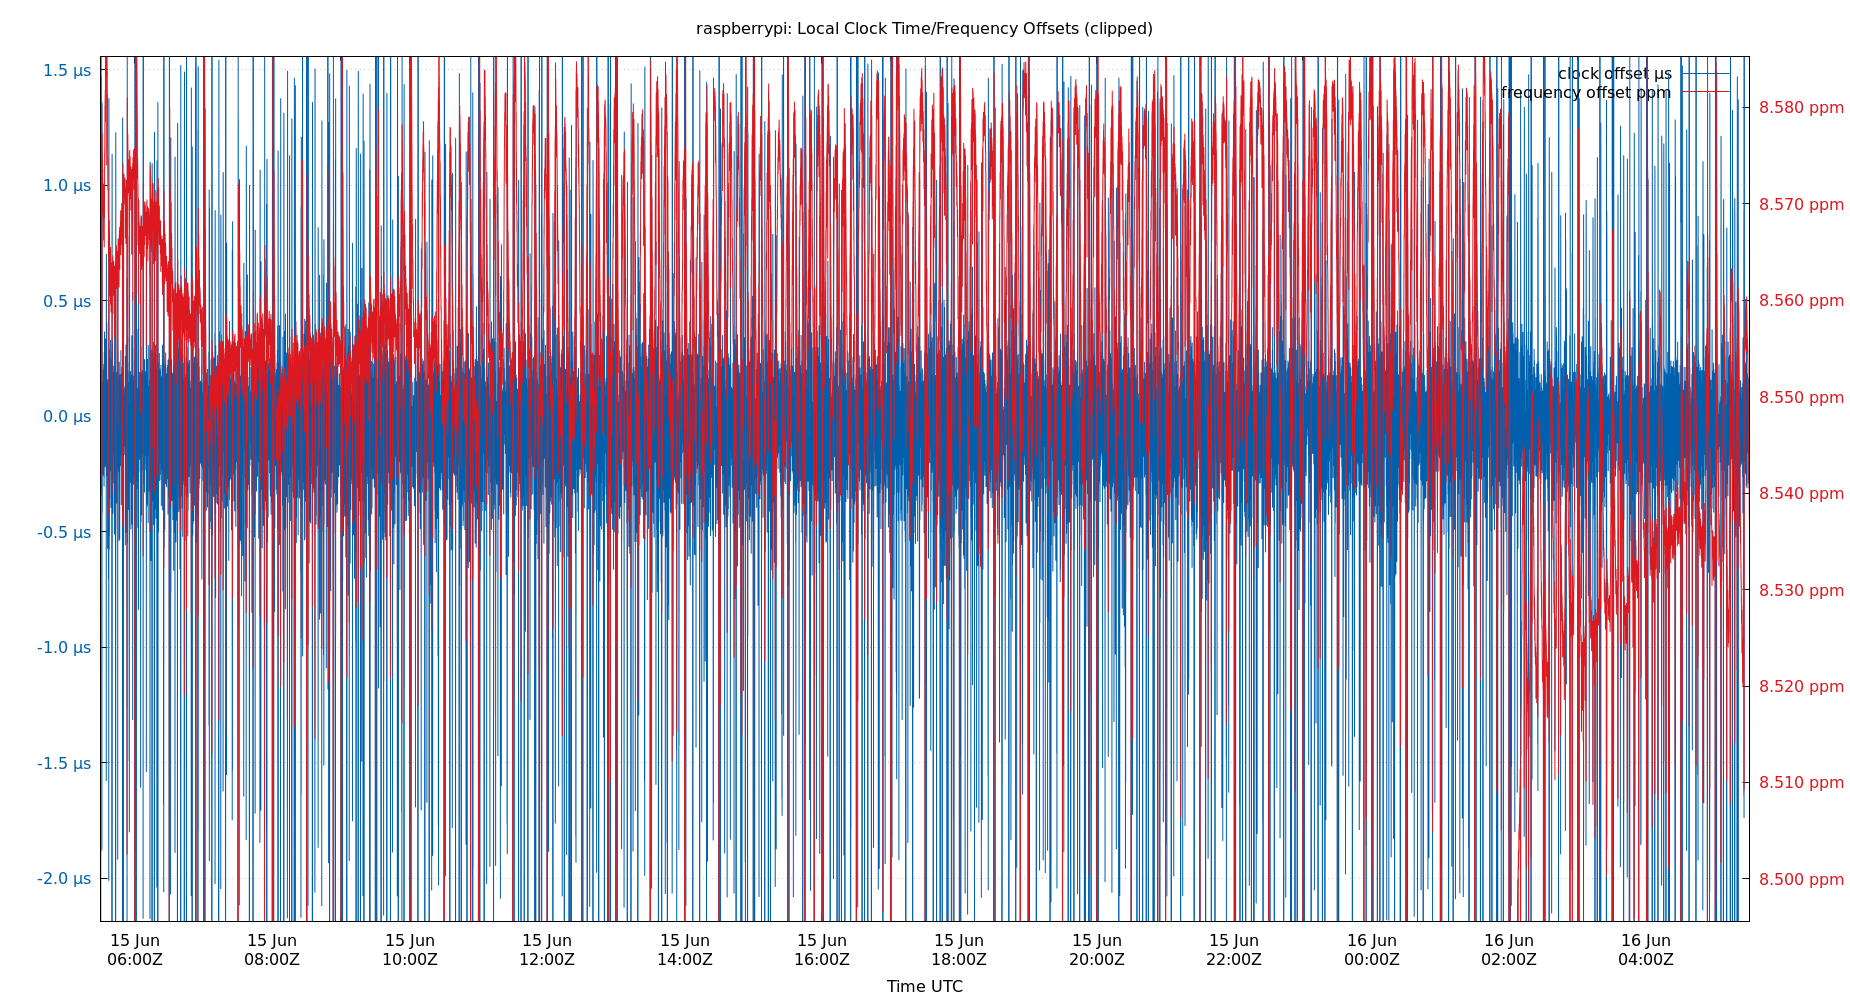 raspberrypi: Local Clock Time/Frequency Offsets (clipped)
clock offset µs
frequency offset ppm
1.5 µs
1.0 µs
0.5 µs
0.0 µs
-0.5 µs
-1.0 µs
-1.5 µs
-2.0 µs
8.580 ppm
8.570 ppm
8.560 ppm
8.550 ppm
8.540 ppm
8.530 ppm
8.520 ppm
8.510 ppm
8.500 ppm
15 Jun 15 Jun 15 Jun 15 Jun 15 Jun 15 Jun 15 Jun 15 Jun 15 Jun 16 Jun 16 Jun 16 Jun
06:00Z 08:00Z 10:00Z 12:00Z 14:00Z 16:00Z 18:00Z 20:00Z 22:00Z 00:00Z 02:00Z 04:00Z
Time UTC